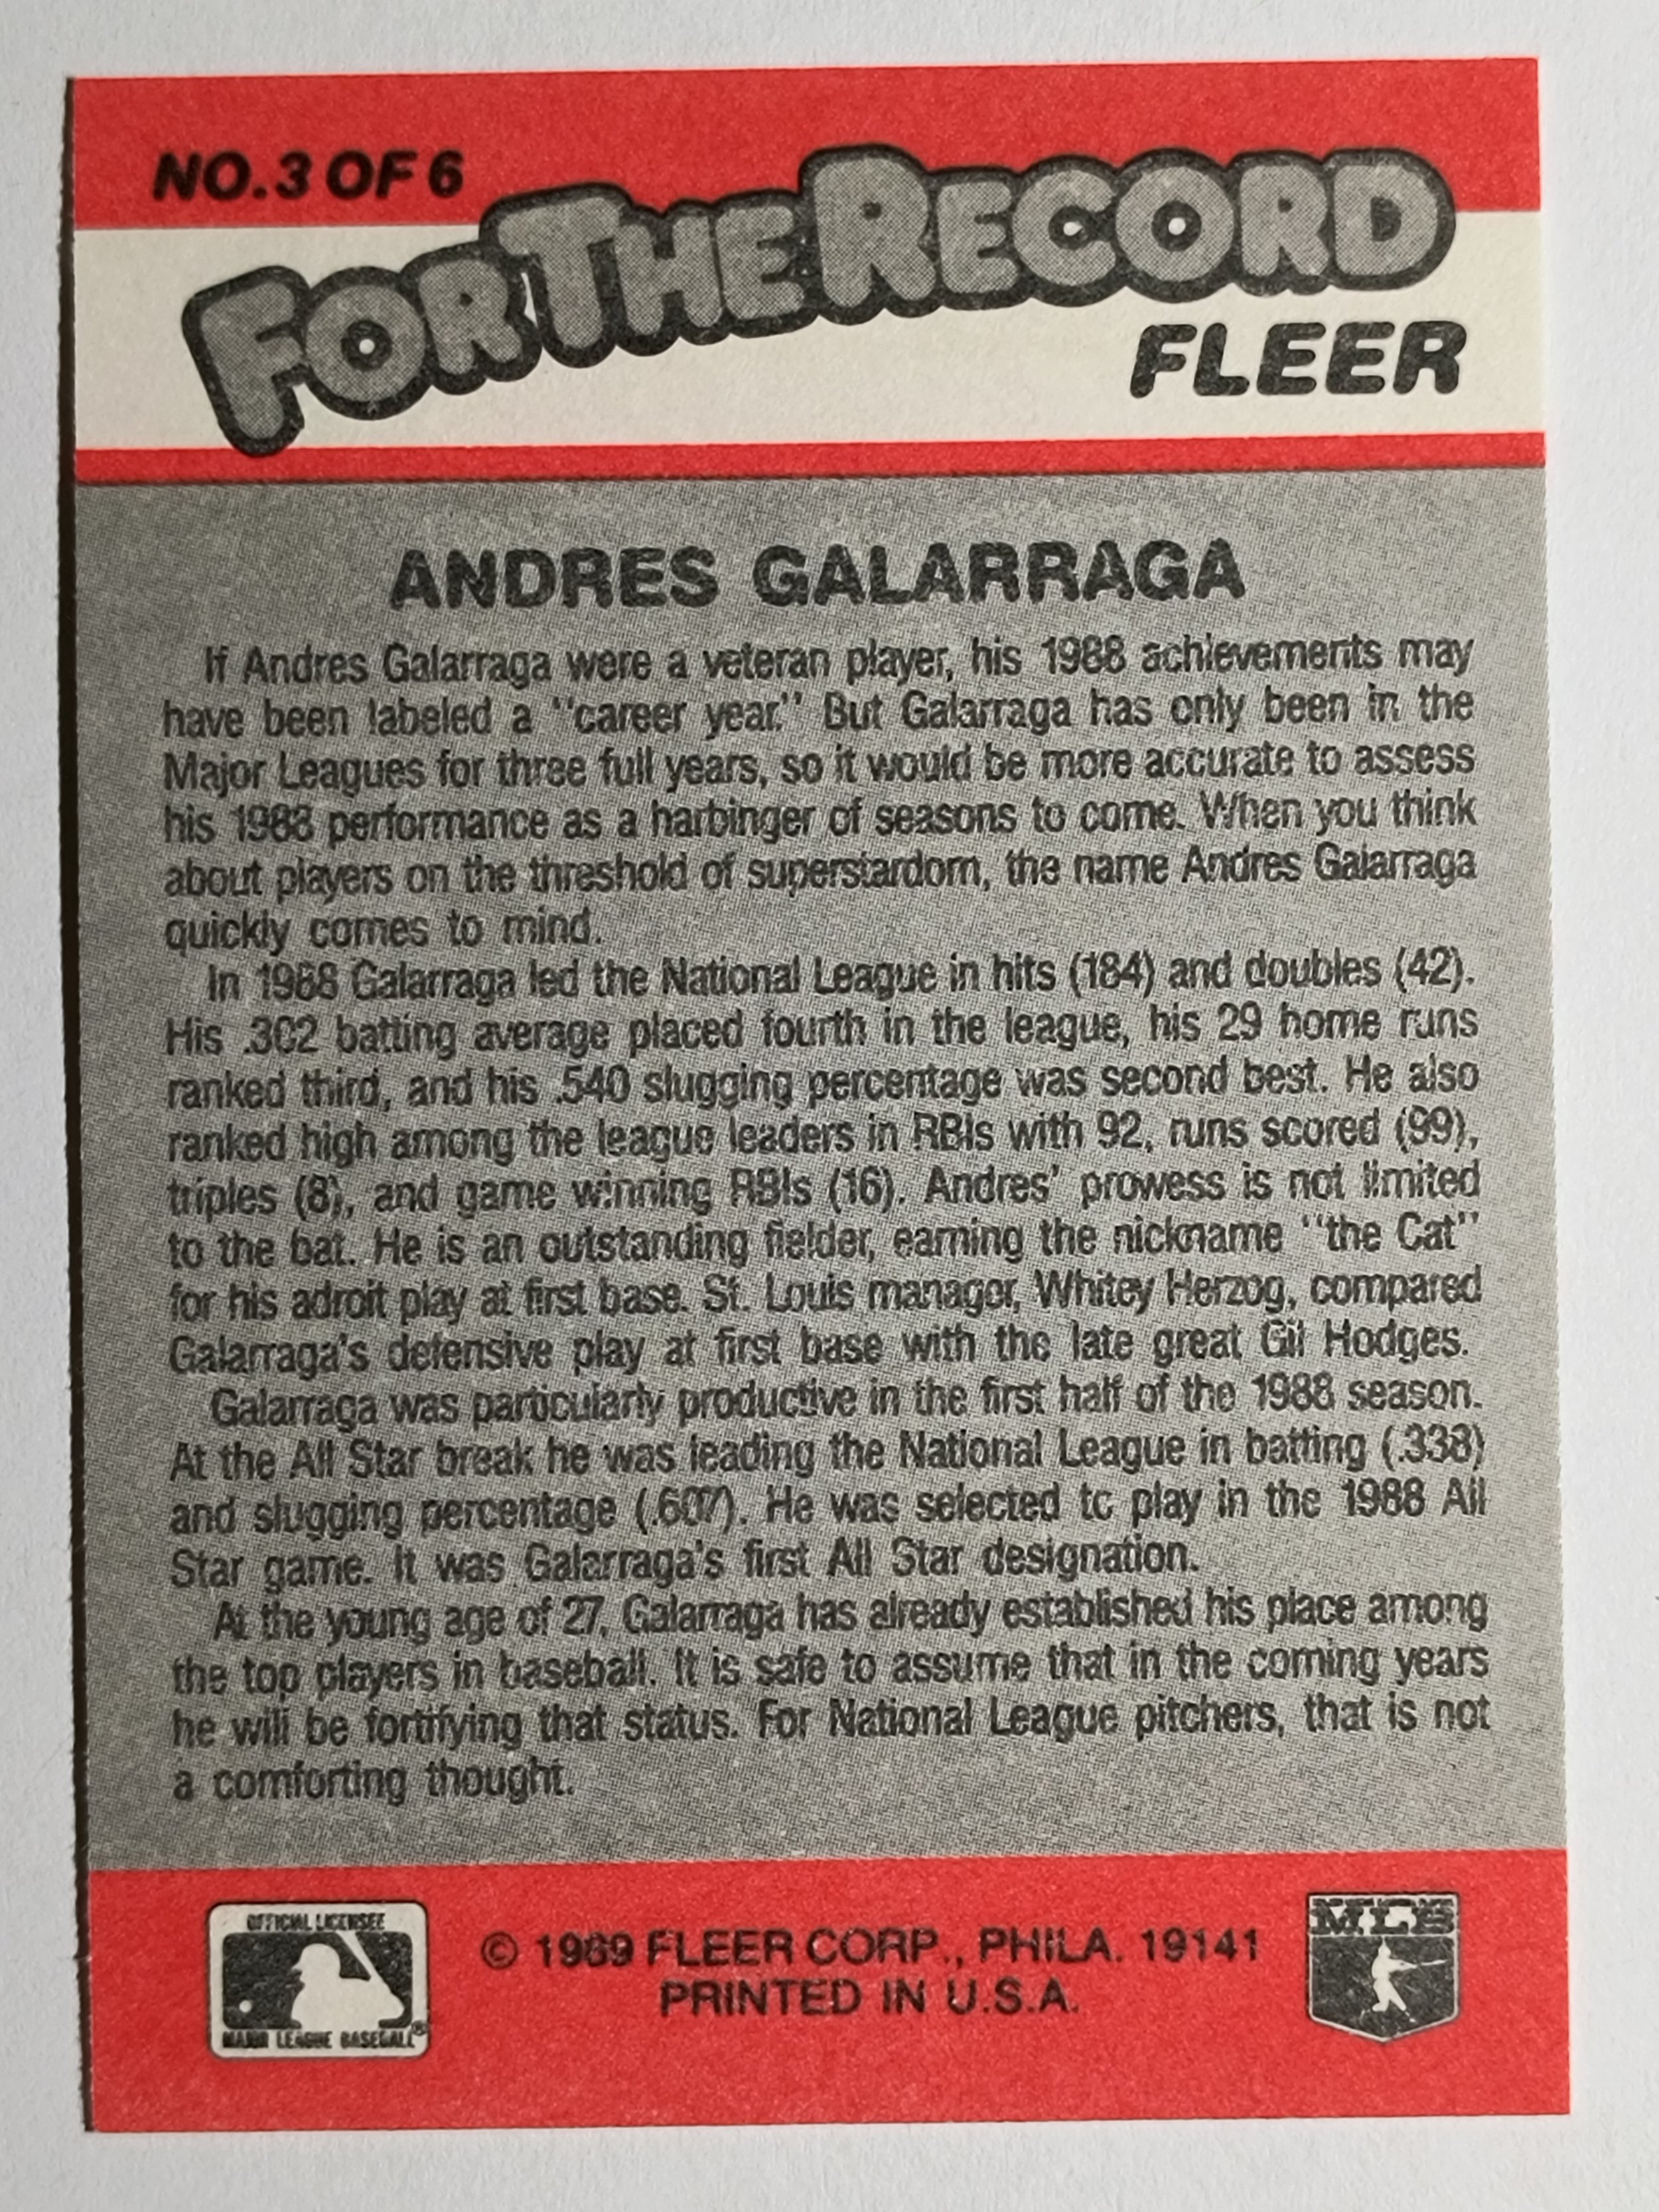 NO. 3 OF 6
FOR THE RECORD
FLEER
ANDRES GALARRAGA
If Andres Galarraga were a veteran player, his 1988 achievements may
have been labeled a "career year." But Galarraga has only been in the
Major Leagues for three full years, so it would be more accurate to assess
his 1988 performance as a harbinger of seasons to come. When you think
about players on the threshold of superstardom, the name Andres Galarraga
quickly comes to mind.
In 1988 Galarraga led the National League in hits (184) and doubles (42).
His .302 batting average placed fourth in the league, his 29 home runs
ranked third, and his .540 slugging percentage was second best. He also
ranked high among the league leaders in RBIs with 92, runs scored (99),
triples (8), and game winning RBIs (16). Andres' prowess is not limited
to the bat. He is an outstanding fielder, earning the nickname "the Cat"
for his adroit play at first base. St. Louis manager, Whitey Herzog, compared
Galarraga's defensive play at first base with the late great Gil Hodges.
Galarraga was particularly productive in the first half of the 1988 season.
At the All Star break he was leading the National League in batting (.338)
and slugging percentage (.607). He was selected to play in the 1988 All
Star game. It was Galarraga's first All Star designation.
At the young age of 27, Galarraga has already established his place among
the top players in baseball. It is safe to assume that in the coming years
he will be fortifying that status. For National League pitchers, that is not
a comforting thought.
OFFICIAL LICENSEE
MAJOR LEAGUE BASEBALL®
© 1989 FLEER CORP., PHILA. 19141
PRINTED IN U.S.A.
MLB